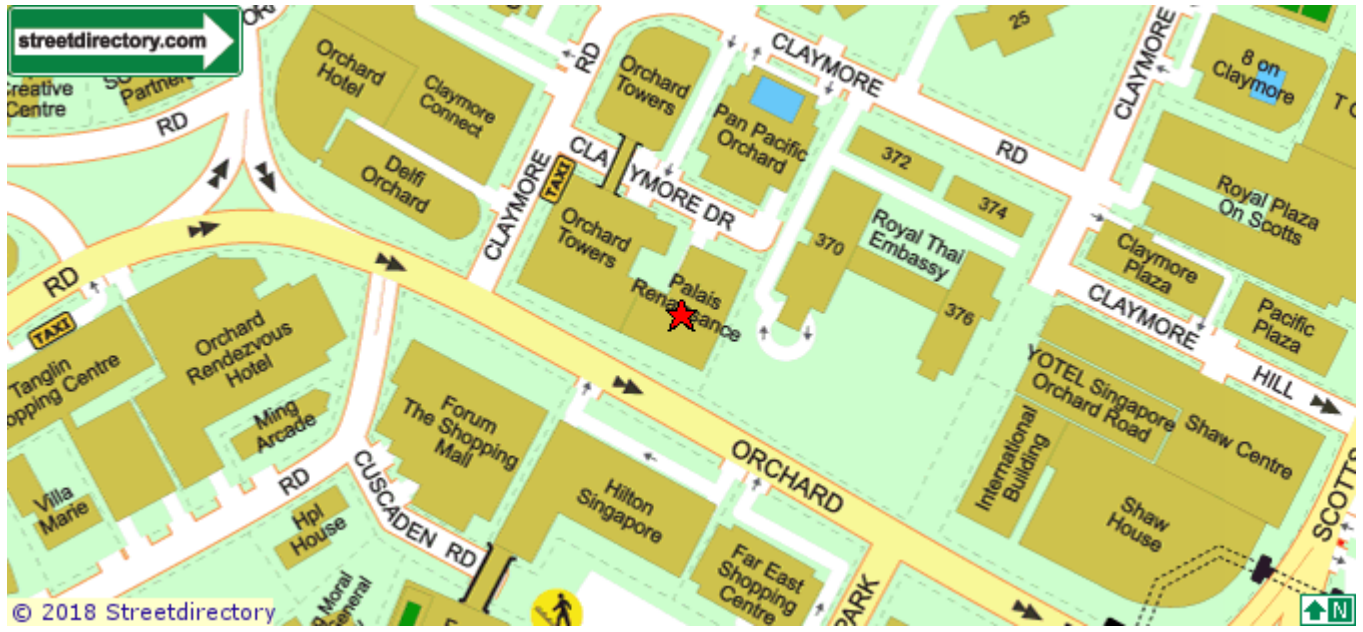 streetdirectory.com
Creative
Centre
Partner
RD
Orchard
Hotel
Claymore
Connect
Delfi
Orchard
RD
CLAYMORE
Orchard
Towers
CLA
YMORE DR
TAXI
Orchard
Towers
Pan Pacific
Orchard
CLAYMORE
RD
25
CLAYMORE
8 on
Claymore
372
374
370
Royal Thai
Embassy
376
Royal Plaza
On Scotts
Claymore
Plaza
Pacific
Plaza
CLAYMORE
HILL
Palais
Renaissance
RD
TAXI
Tanglin
Orchard
Rendezvous
Hotel
Ming
Arcade
Villa
Marie
RD
Hpl
House
CUSCADEN RD
Forum
The Shopping
Mall
Hilton
Singapore
ORCHARD
Far East
Shopping
Centre
PARK
YOTEL Singapore
Orchard Road
International
Building
Shaw Centre
Shaw
House
SCOTTS
© 2018 Streetdirectory
N